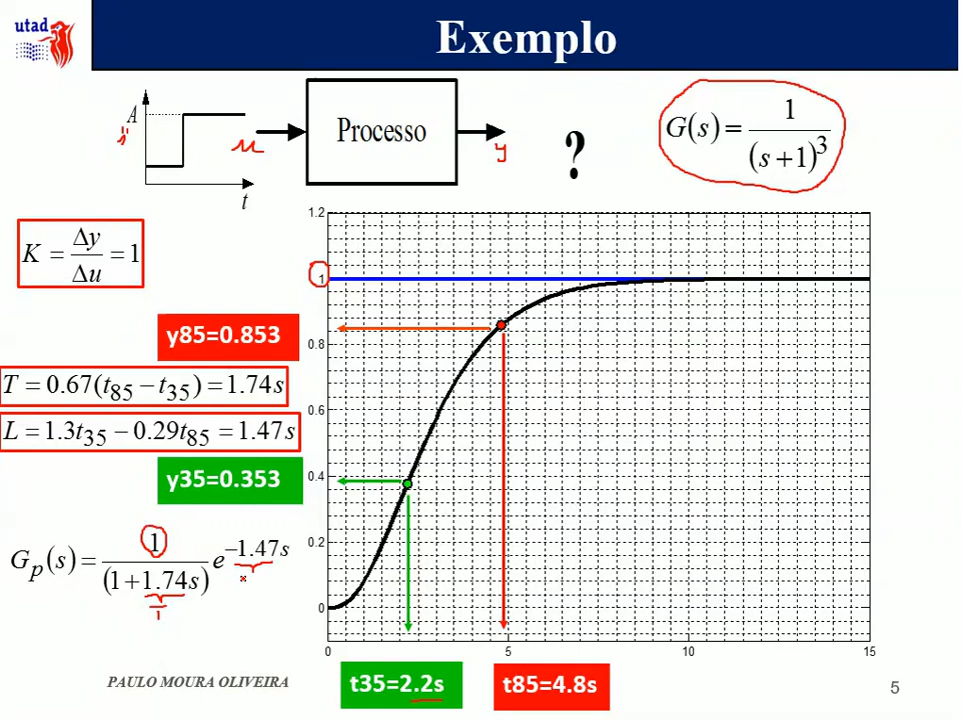 utad
Exemplo
A
u
t
Processo
y
?
G(s) = 1 / (s+1)^3
K = Δy / Δu = 1
y85=0.853
T = 0.67(t85 − t35) = 1.74s
L = 1.3t35 − 0.29t85 = 1.47s
y35=0.353
Gp(s) = 1 / (1+1.74s) e^−1.47s
1.2
1
0.8
0.6
0.4
0.2
0
0 5 10 15
t35=2.2s t85=4.8s
PAULO MOURA OLIVEIRA 5